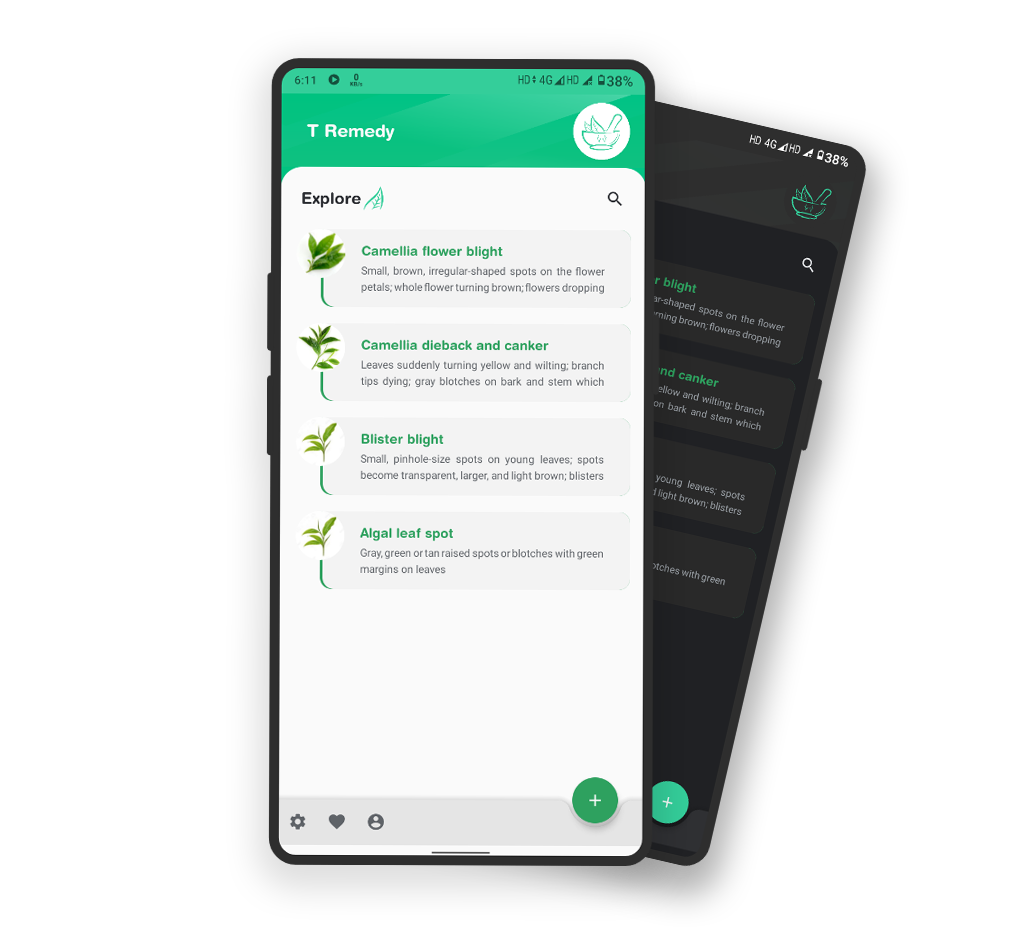 6:11 0 KB/s HD 4G HD 38%
T Remedy
Explore
Camellia flower blight
Small, brown, irregular-shaped spots on the flower
petals; whole flower turning brown; flowers dropping
Camellia dieback and canker
Leaves suddenly turning yellow and wilting; branch
tips dying; gray blotches on bark and stem which
Blister blight
Small, pinhole-size spots on young leaves; spots
become transparent, larger, and light brown; blisters
Algal leaf spot
Gray, green or tan raised spots or blotches with green
margins on leaves
HD 4G HD 38%
r blight
ar-shaped spots on the flower
rning brown; flowers dropping
nd canker
ellow and wilting; branch
on bark and stem which
young leaves; spots
d light brown; blisters
otches with green